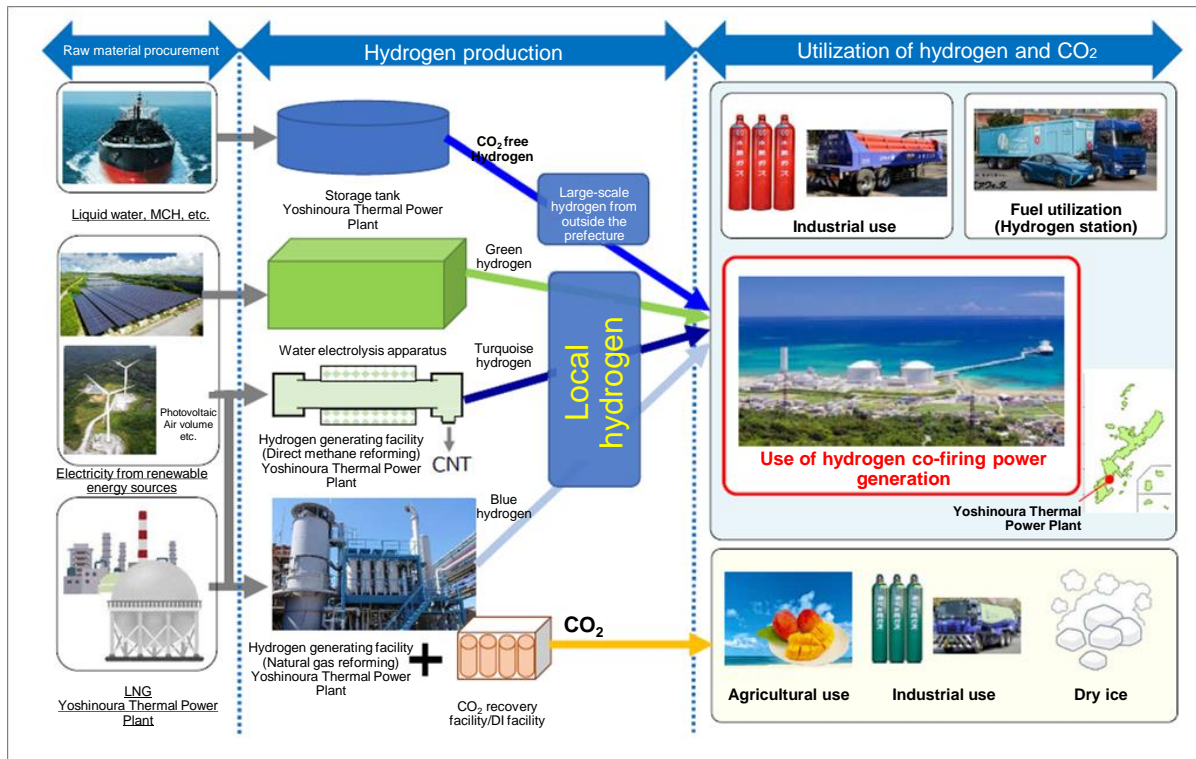 Raw material procurement
Hydrogen production
Utilization of hydrogen and CO₂
Liquid water, MCH, etc.
Storage tank
Yoshinoura Thermal Power
Plant
CO₂ free
Hydrogen
Large-scale
hydrogen from
outside the
prefecture
Industrial use
Fuel utilization
(Hydrogen station)
Photovoltaic
Air volume
etc.
Electricity from renewable
energy sources
Green
hydrogen
Water electrolysis apparatus
Turquoise
hydrogen
Local
hydrogen
Hydrogen generating facility
(Direct methane reforming)
Yoshinoura Thermal Power
Plant
CNT
Use of hydrogen co-firing power
generation
Yoshinoura Thermal
Power Plant
LNG
Yoshinoura Thermal Power
Plant
Blue
hydrogen
Hydrogen generating facility
(Natural gas reforming)
Yoshinoura Thermal Power
Plant
CO₂
CO₂ recovery
facility/DI facility
Agricultural use
Industrial use
Dry ice